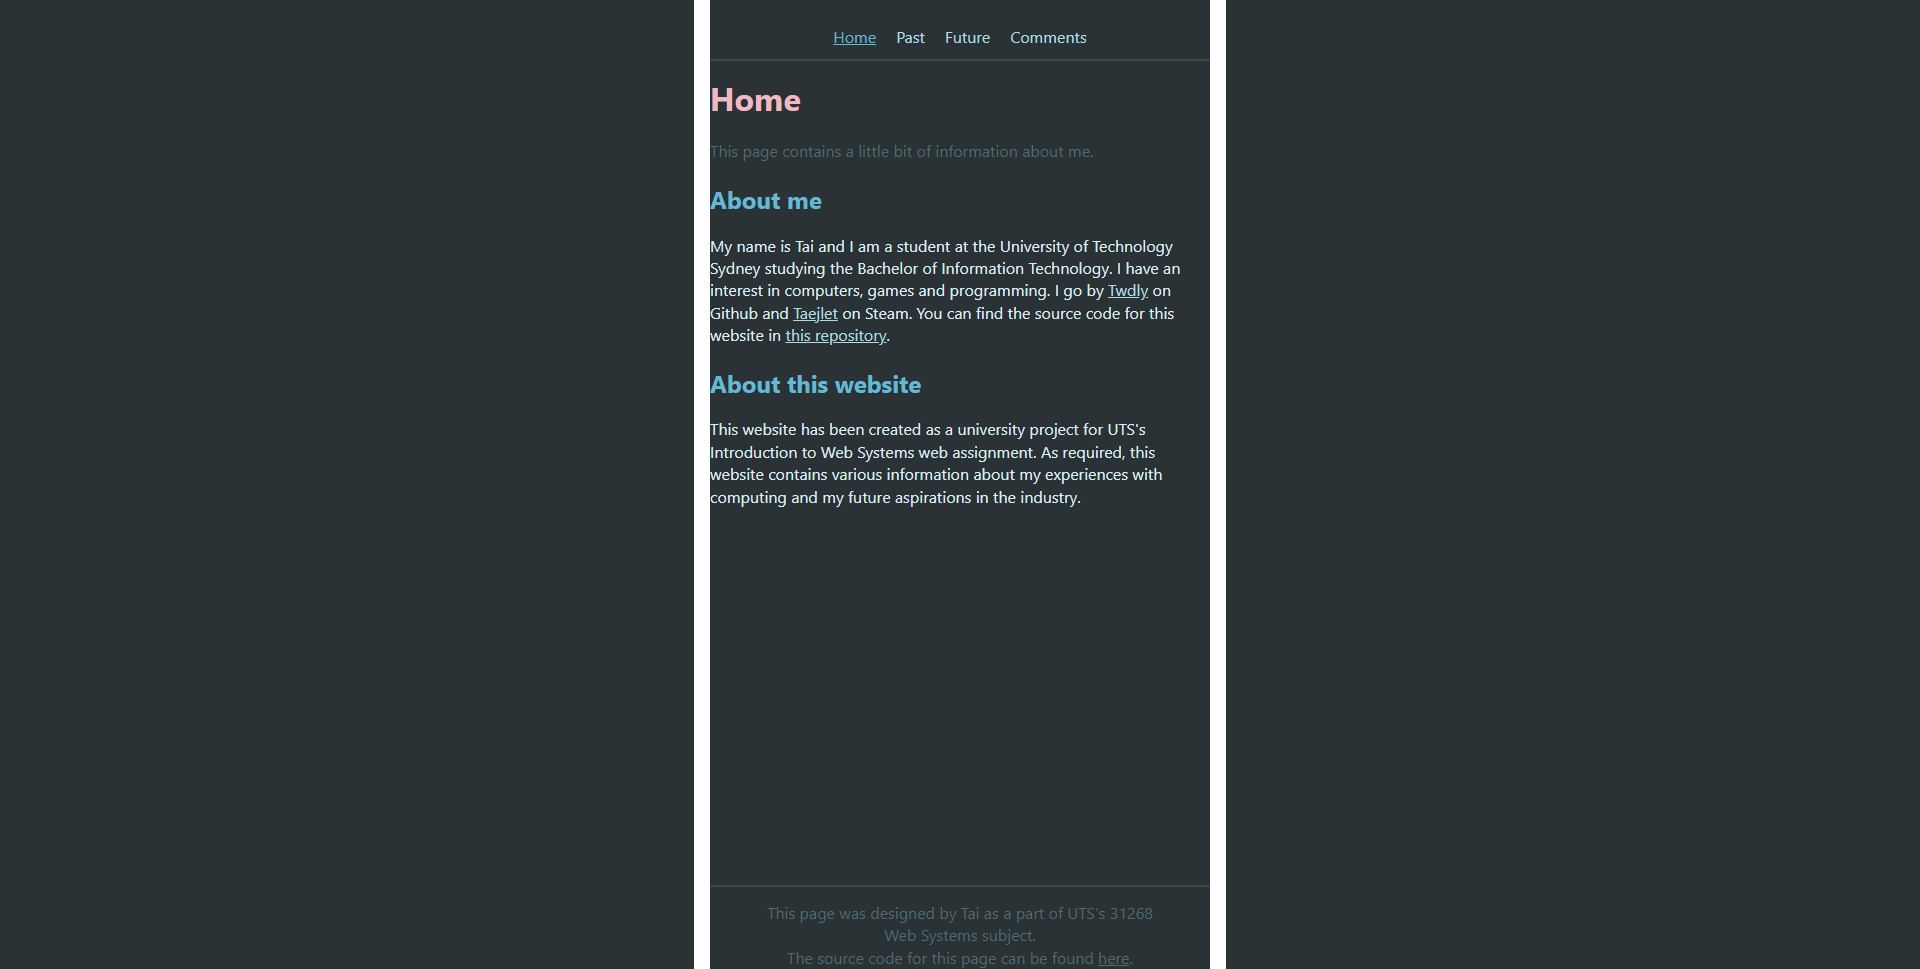 Home Past Future Comments
Home
This page contains a little bit of information about me.
About me
My name is Tai and I am a student at the University of Technology
Sydney studying the Bachelor of Information Technology. I have an
interest in computers, games and programming. I go by Twdly on
Github and Taejlet on Steam. You can find the source code for this
website in this repository.
About this website
This website has been created as a university project for UTS's
Introduction to Web Systems web assignment. As required, this
website contains various information about my experiences with
computing and my future aspirations in the industry.
This page was designed by Tai as a part of UTS's 31268
Web Systems subject.
The source code for this page can be found here.